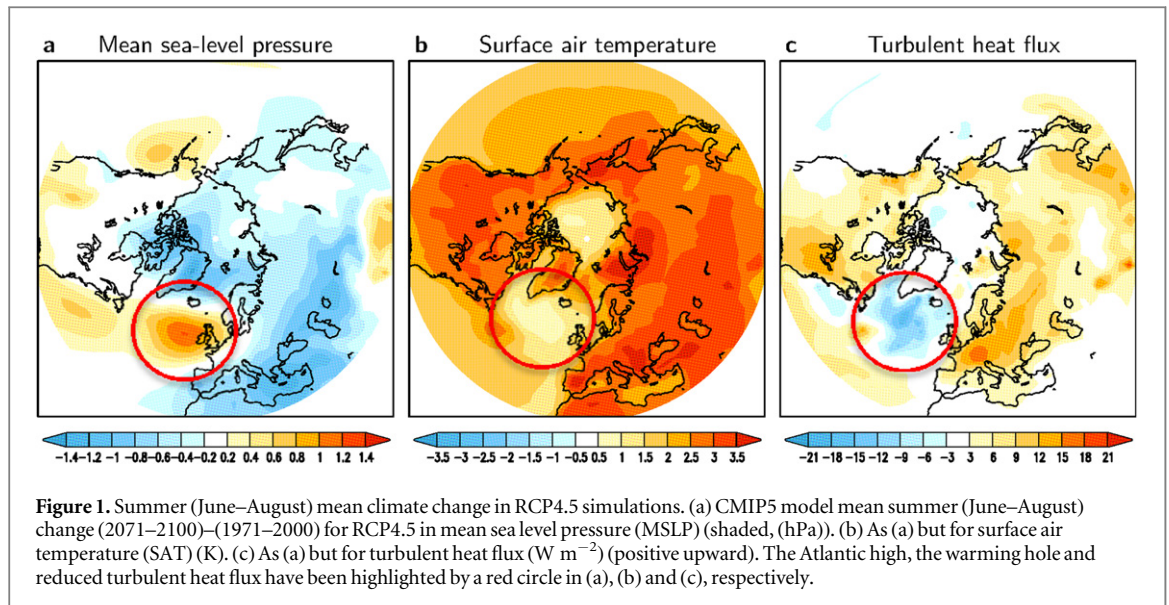 a Mean sea-level pressure
b Surface air temperature
c Turbulent heat flux
-1.4 -1.2 -1 -0.8 -0.6 -0.4 -0.2 0.2 0.4 0.6 0.8 1 1.2 1.4
-3.5 -3 -2.5 -2 -1.5 -1 -0.5 0.5 1 1.5 2 2.5 3 3.5
-21 -18 -15 -12 -9 -6 -3 3 6 9 12 15 18 21
Figure 1. Summer (June–August) mean climate change in RCP4.5 simulations. (a) CMIP5 model mean summer (June–August)
change (2071–2100)–(1971–2000) for RCP4.5 in mean sea level pressure (MSLP) (shaded, (hPa)). (b) As (a) but for surface air
temperature (SAT) (K). (c) As (a) but for turbulent heat flux (W m⁻²) (positive upward). The Atlantic high, the warming hole and
reduced turbulent heat flux have been highlighted by a red circle in (a), (b) and (c), respectively.